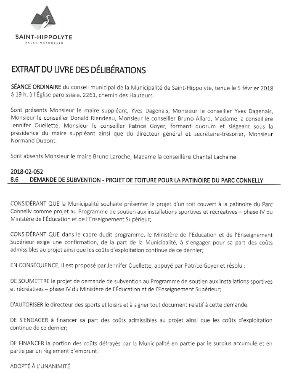 SAINT-HIPPOLYTE
EXTRAIT DU LIVRE DES DÉLIBÉRATIONS
SÉANCE ORDINAIRE du conseil municipal de la Municipalité de Saint-Hippolyte, tenue le 5 février 2018
à 19 h, à l'Église paroissiale, 2261, chemin des Hauteurs.
Sont présents Monsieur le maire suppléant, Yves Dagenais, Monsieur le conseiller Yves Dagenais,
Monsieur le conseiller Donald Riendeau, Monsieur le conseiller Bruno Allard, Madame la conseillère
Jennifer Ouellette, Monsieur le conseiller Patrice Goyer, formant quorum et siégeant sous la
présidence du maire suppléant ainsi que du directeur général et secrétaire-trésorier, Monsieur
Normand Dupont.
Sont absents Monsieur le maire Bruno Laroche, Madame la conseillère Chantal Lachaine.
2018-02-052
8.6 DEMANDE DE SUBVENTION - PROJET DE TOITURE POUR LA PATINOIRE DU PARC CONNELLY
CONSIDÉRANT QUE la Municipalité souhaite présenter le projet d'un toit couvert à la patinoire du Parc
Connelly comme projet au Programme de soutien aux installations sportives et récréatives – phase IV du
Ministère de l'Éducation et de l'Enseignement Supérieur;
CONSIDÉRANT QUE dans le cadre dudit programme, le Ministère de l'Éducation et de l'Enseignement
Supérieur exige une confirmation, de la part de la Municipalité, à s'engager pour sa part des coûts
admissibles au projet ainsi que les coûts d'exploitation continue de ce dernier;
EN CONSÉQUENCE, il est proposé par Jennifer Ouellette, appuyé par Patrice Goyer et résolu :
DE SOUMETTRE le projet de demande de subvention au Programme de soutien aux installations sportives
et récréatives – phase IV du Ministère de l'Éducation et de l'Enseignement Supérieur;
D'AUTORISER le directeur des sports et loisirs à signer tout document relatif à cette demande.
DE S'ENGAGER à financer sa part des coûts admissibles au projet ainsi que les coûts d'exploitation
continue de ce dernier;
DE FINANCER la portion des coûts défrayés par la Municipalité en partie par le surplus accumulé et en
partie par un règlement d'emprunt.
ADOPTÉ À L'UNANIMITÉ